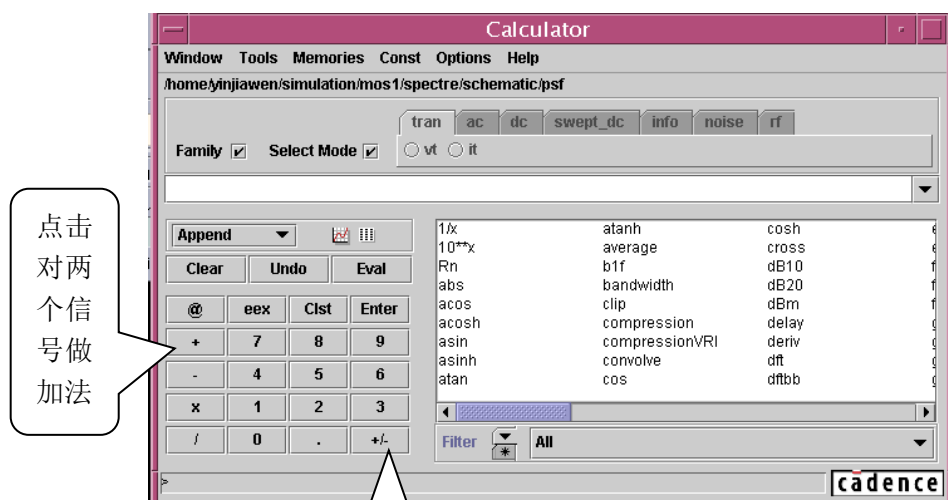 Calculator
Window Tools Memories Const Options Help
/home/yinjiawen/simulation/mos1/spectre/schematic/psf
tran ac dc swept_dc info noise rf
Family Select Mode vt it
点击
对两
个信
号做
加法
Append
Clear Undo Eval
@ eex Clst Enter
+ 7 8 9
- 4 5 6
x 1 2 3
/ 0 . +/-
1/x atanh cosh
10**x average cross
Rn b1f dB10
abs bandwidth dB20
acos clip dBm
acosh compression delay
asin compressionVRI deriv
asinh convolve dft
atan cos dftbb
Filter * All
>
cādence